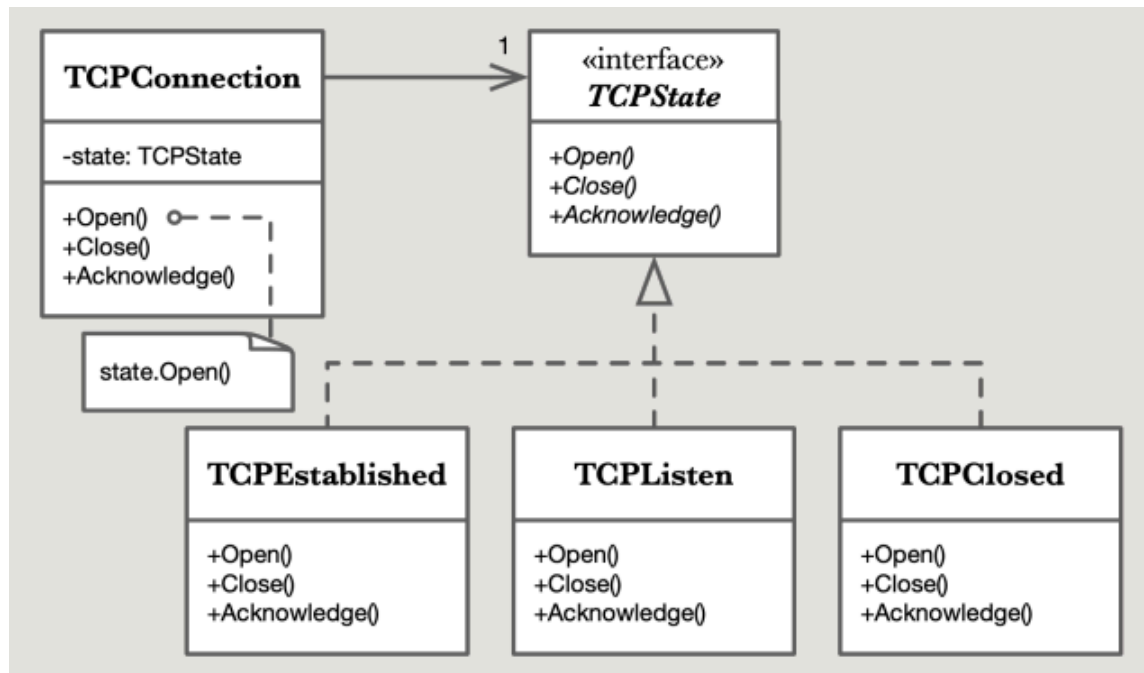 TCPConnection
-state: TCPState
+Open()
+Close()
+Acknowledge()
state.Open()
1
«interface»
TCPState
+Open()
+Close()
+Acknowledge()
TCPEstablished
+Open()
+Close()
+Acknowledge()
TCPListen
+Open()
+Close()
+Acknowledge()
TCPClosed
+Open()
+Close()
+Acknowledge()